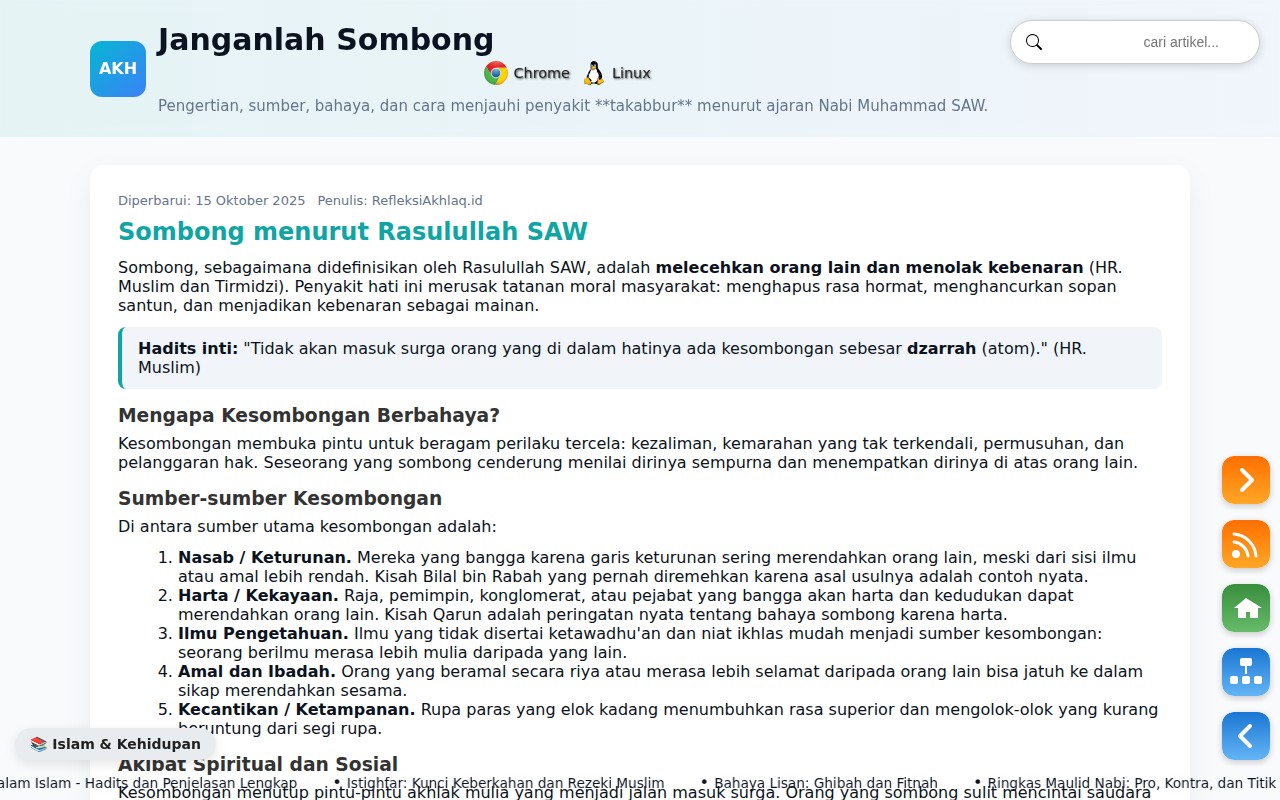 AKH
Janganlah Sombong
Chrome Linux
Pengertian, sumber, bahaya, dan cara menjauhi penyakit **takabbur** menurut ajaran Nabi Muhammad SAW.
cari artikel...
Diperbarui: 15 Oktober 2025 Penulis: RefleksiAkhlaq.id
Sombong menurut Rasulullah SAW
Sombong, sebagaimana didefinisikan oleh Rasulullah SAW, adalah melecehkan orang lain dan menolak kebenaran (HR.
Muslim dan Tirmidzi). Penyakit hati ini merusak tatanan moral masyarakat: menghapus rasa hormat, menghancurkan sopan
santun, dan menjadikan kebenaran sebagai mainan.
Hadits inti: "Tidak akan masuk surga orang yang di dalam hatinya ada kesombongan sebesar dzarrah (atom)." (HR.
Muslim)
Mengapa Kesombongan Berbahaya?
Kesombongan membuka pintu untuk beragam perilaku tercela: kezaliman, kemarahan yang tak terkendali, permusuhan, dan
pelanggaran hak. Seseorang yang sombong cenderung menilai dirinya sempurna dan menempatkan dirinya di atas orang lain.
Sumber-sumber Kesombongan
Di antara sumber utama kesombongan adalah:
1. Nasab / Keturunan. Mereka yang bangga karena garis keturunan sering merendahkan orang lain, meski dari sisi ilmu
atau amal lebih rendah. Kisah Bilal bin Rabah yang pernah diremehkan karena asal usulnya adalah contoh nyata.
2. Harta / Kekayaan. Raja, pemimpin, konglomerat, atau pejabat yang bangga akan harta dan kedudukan dapat
merendahkan orang lain. Kisah Qarun adalah peringatan nyata tentang bahaya sombong karena harta.
3. Ilmu Pengetahuan. Ilmu yang tidak disertai ketawadhu'an dan niat ikhlas mudah menjadi sumber kesombongan:
seorang berilmu merasa lebih mulia daripada yang lain.
4. Amal dan Ibadah. Orang yang beramal secara riya atau merasa lebih selamat daripada orang lain bisa jatuh ke dalam
sikap merendahkan sesama.
5. Kecantikan / Ketampanan. Rupa paras yang elok kadang menumbuhkan rasa superior dan mengolok-olok yang kurang
beruntung dari segi rupa.
📚 Islam & Kehidupan
Akibat Spiritual dan Sosial
alam Islam - Hadits dan Penjelasan Lengkap • Istighfar: Kunci Keberkahan dan Rezeki Muslim • Bahaya Lisan: Ghibah dan Fitnah • Ringkas Maulid Nabi: Pro, Kontra, dan Titik
Kesombongan menutup pintu-pintu akhlak mulia yang menjadi jalan masuk surga. Orang yang sombong sulit mencintai saudara